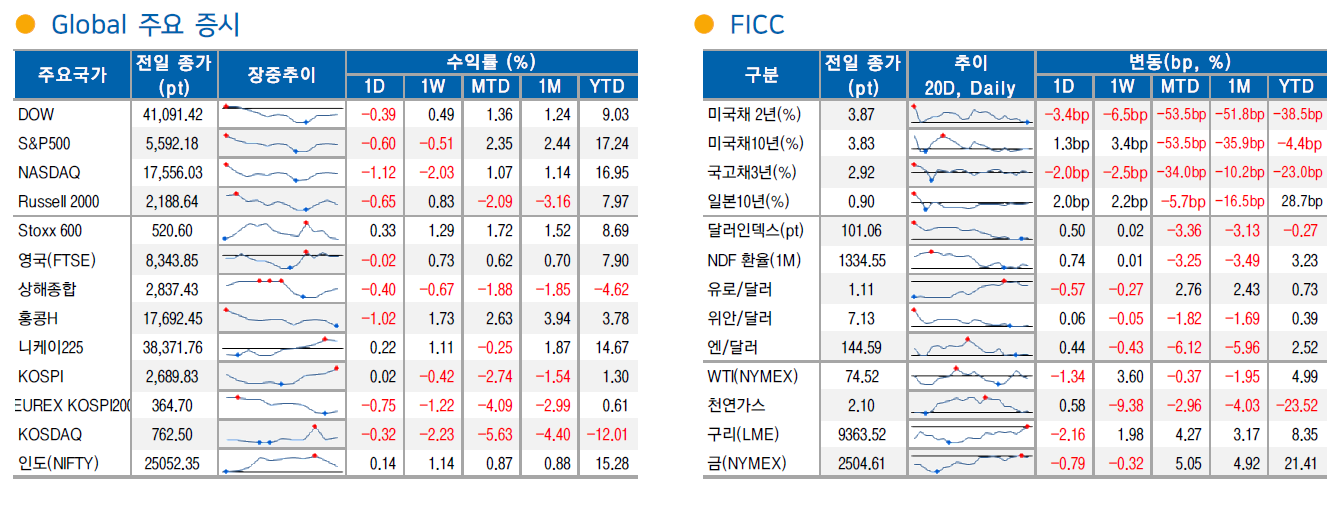 Global 주요 증시
주요국가 전일 종가 (pt) 장중추이 수익률 (%)
1D 1W MTD 1M YTD
DOW 41,091.42 -0.39 0.49 1.36 1.24 9.03
S&P500 5,592.18 -0.60 -0.51 2.35 2.44 17.24
NASDAQ 17,556.03 -1.12 -2.03 1.07 1.14 16.95
Russell 2000 2,188.64 -0.65 0.83 -2.09 -3.16 7.97
Stoxx 600 520.60 0.33 1.29 1.72 1.52 8.69
영국(FTSE) 8,343.85 -0.02 0.73 0.62 0.70 7.90
상해종합 2,837.43 -0.40 -0.67 -1.88 -1.85 -4.62
홍콩H 17,692.45 -1.02 1.73 2.63 3.94 3.78
니케이225 38,371.76 0.22 1.11 -0.25 1.87 14.67
KOSPI 2,689.83 0.02 -0.42 -2.74 -1.54 1.30
EUREX KOSPI200 364.70 -0.75 -1.22 -4.09 -2.99 0.61
KOSDAQ 762.50 -0.32 -2.23 -5.63 -4.40 -12.01
인도(NIFTY) 25052.35 0.14 1.14 0.87 0.88 15.28
FICC
구분 전일 종가 (pt) 추이 20D, Daily 변동(bp, %)
1D 1W MTD 1M YTD
미국채 2년(%) 3.87 -3.4bp -6.5bp -53.5bp -51.8bp -38.5bp
미국채10년(%) 3.83 1.3bp 3.4bp -53.5bp -35.9bp -4.4bp
국고채3년(%) 2.92 -2.0bp -2.5bp -34.0bp -10.2bp -23.0bp
일본10년(%) 0.90 2.0bp 2.2bp -5.7bp -16.5bp 28.7bp
달러인덱스(pt) 101.06 0.50 0.02 -3.36 -3.13 -0.27
NDF 환율(1M) 1334.55 0.74 0.01 -3.25 -3.49 3.23
유로/달러 1.11 -0.57 -0.27 2.76 2.43 0.73
위안/달러 7.13 0.06 -0.05 -1.82 -1.69 0.39
엔/달러 144.59 0.44 -0.43 -6.12 -5.96 2.52
WTI(NYMEX) 74.52 -1.34 3.60 -0.37 -1.95 4.99
천연가스 2.10 0.58 -9.38 -2.96 -4.03 -23.52
구리(LME) 9363.52 -2.16 1.98 4.27 3.17 8.35
금(NYMEX) 2504.61 -0.79 -0.32 5.05 4.92 21.41